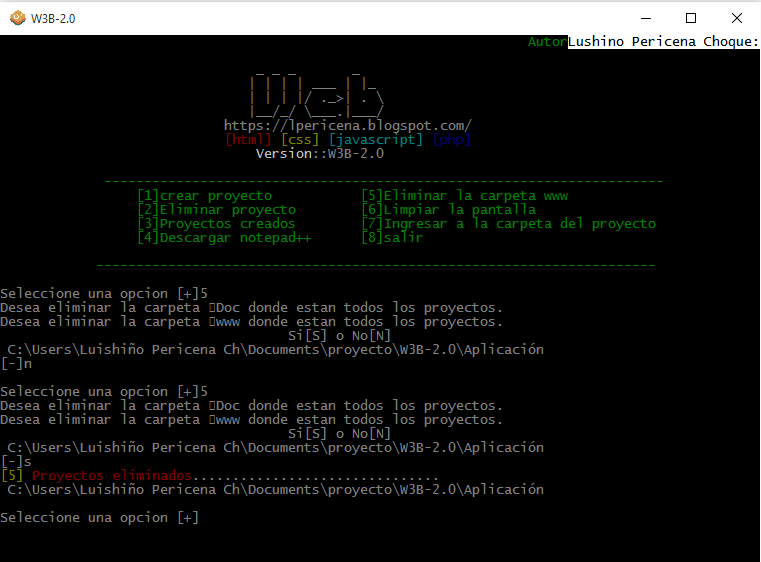 W3B-2.0
AutorLushino Pericena Choque:
https://lpericena.blogspot.com/
[html] [css] [javascript] [php]
Version::W3B-2.0
[1]crear proyecto [5]Eliminar la carpeta www
[2]Eliminar proyecto [6]Limpiar la pantalla
[3]Proyectos creados [7]Ingresar a la carpeta del proyecto
[4]Descargar notepad++ [8]salir
Seleccione una opcion [+]5
Desea eliminar la carpeta Doc donde estan todos los proyectos.
Desea eliminar la carpeta www donde estan todos los proyectos.
Si[S] o No[N]
C:\Users\Luishiño Pericena Ch\Documents\proyecto\W3B-2.0\Aplicación
[-]n
Seleccione una opcion [+]5
Desea eliminar la carpeta Doc donde estan todos los proyectos.
Desea eliminar la carpeta www donde estan todos los proyectos.
Si[S] o No[N]
C:\Users\Luishiño Pericena Ch\Documents\proyecto\W3B-2.0\Aplicación
[-]s
[5] Proyectos eliminados...............................
C:\Users\Luishiño Pericena Ch\Documents\proyecto\W3B-2.0\Aplicación
Seleccione una opcion [+]